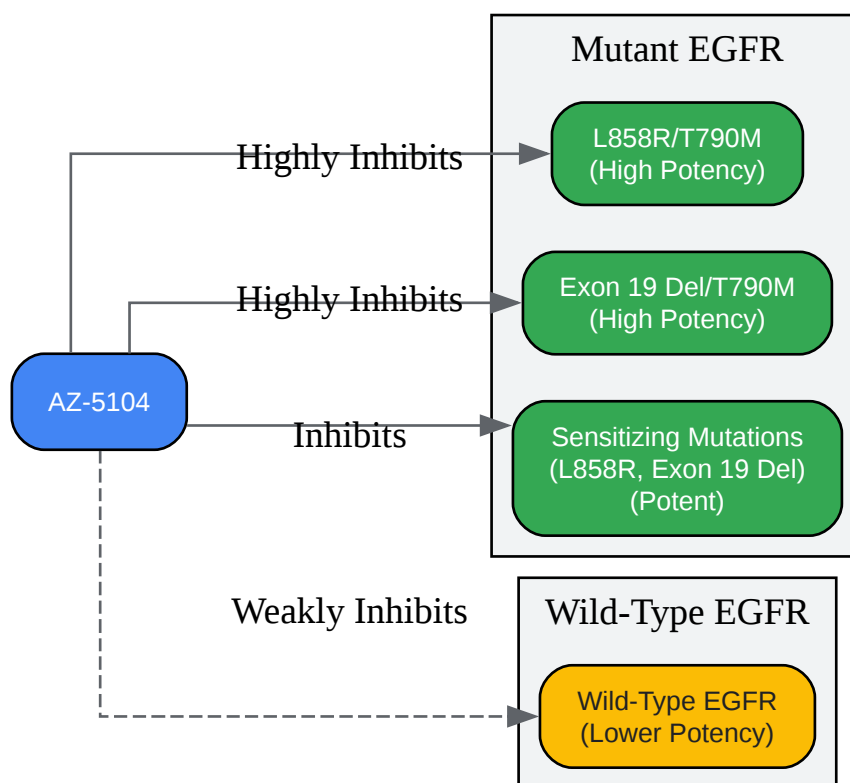 Mutant EGFR
Highly Inhibits
L858R/T790M
(High Potency)
Highly Inhibits
Exon 19 Del/T790M
(High Potency)
AZ-5104
Inhibits
Sensitizing Mutations
(L858R, Exon 19 Del)
(Potent)
Weakly Inhibits
Wild-Type EGFR
Wild-Type EGFR
(Lower Potency)